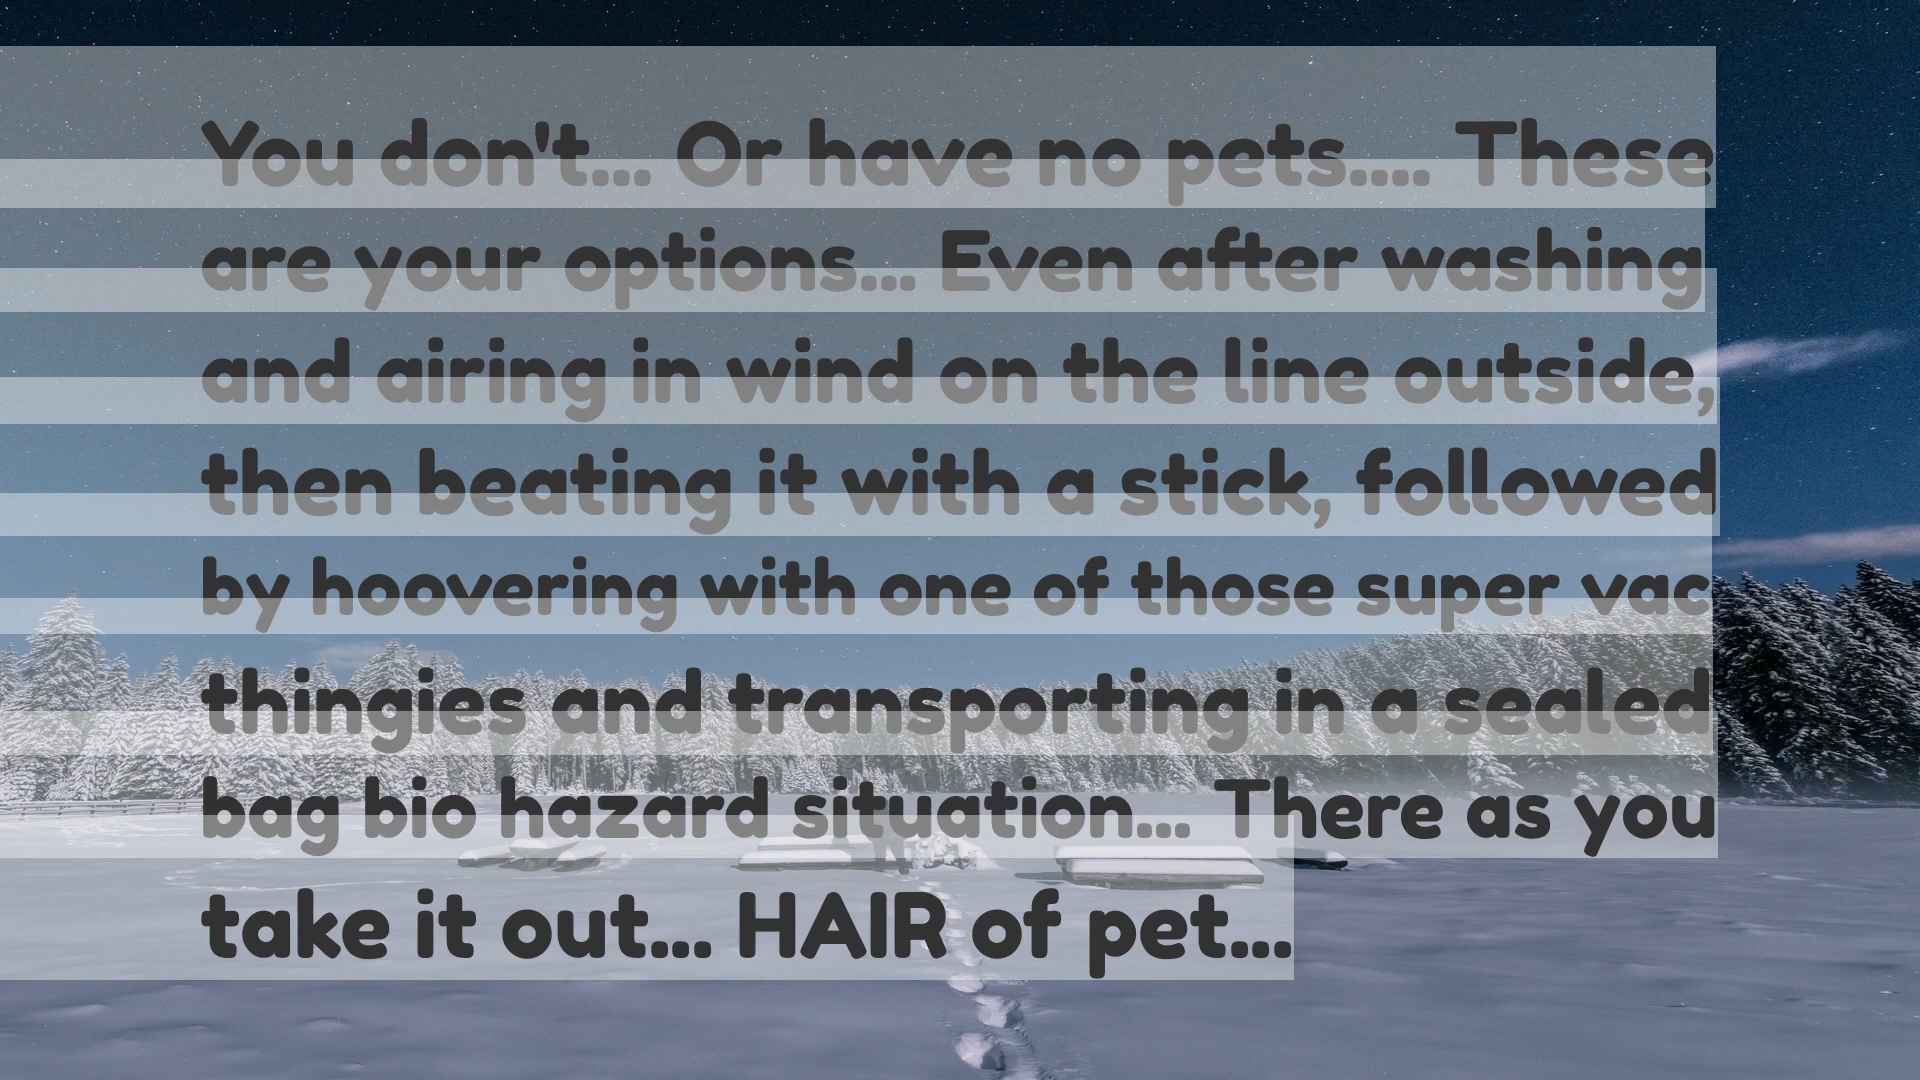 You don't... Or have no pets.... These
are your options... Even after washing
and airing in wind on the line outside,
then beating it with a stick, followed
by hoovering with one of those super vac
thingies and transporting in a sealed
bag bio hazard situation... There as you
take it out... HAIR of pet...